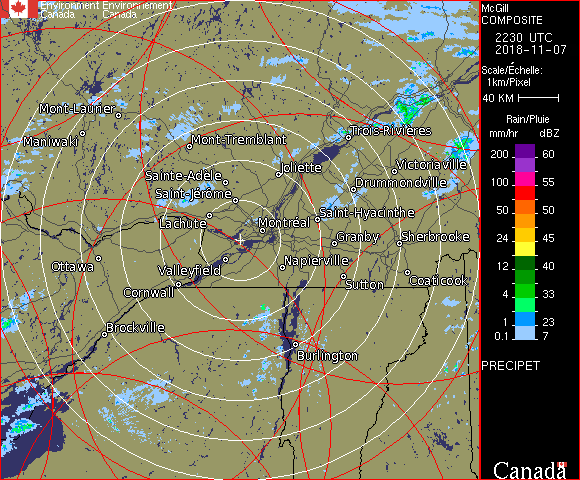 Environment Environnement
Canada Canada
McGill
COMPOSITE
2230 UTC
2018-11-07
Scale/Échelle:
1km/Pixel
40 KM
Rain/Pluie
mm/hr dBZ
200 60
150 57
100 55
50 50
24 45
12 40
4 33
1 23
0.1 7
PRECIPET
Canada
Mont-Laurier
Maniwaki
Mont-Tremblant
Trois-Rivières
Joliette
Victoriaville
Sainte-Adèle
Drummondville
Saint-Jérôme
Lachute
Saint-Hyacinthe
Montréal
Granby
Sherbrooke
Ottawa
Valleyfield
Napierville
Cornwall
Sutton
Coaticook
Brockville
Burlington